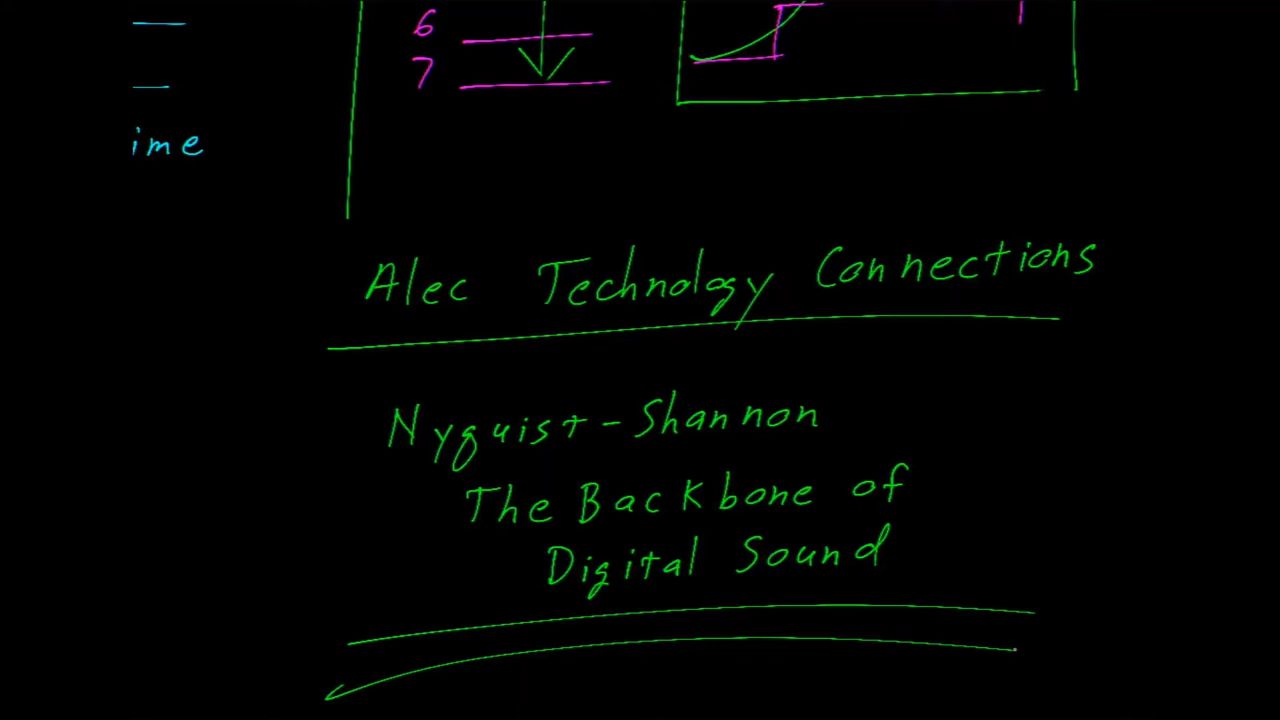 6
7
ime
Alec Technology Connections
Nyquist-Shannon
The Backbone of
Digital Sound